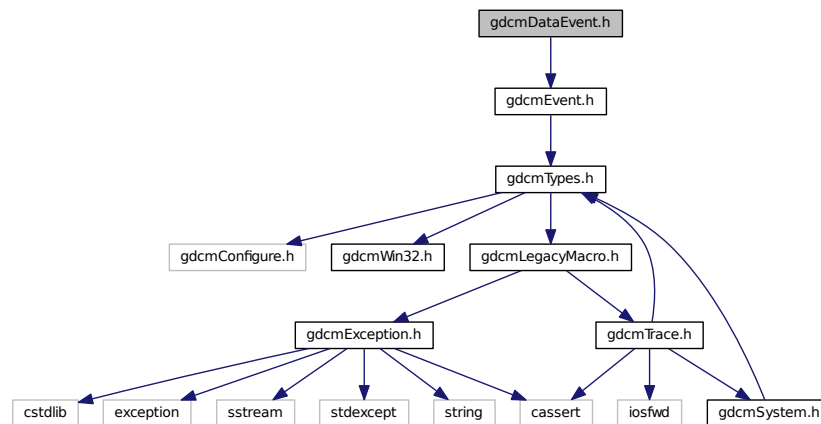 gdcmDataEvent.h
gdcmEvent.h
gdcmTypes.h
gdcmConfigure.h
gdcmWin32.h
gdcmLegacyMacro.h
gdcmException.h
gdcmTrace.h
cstdlib
exception
sstream
stdexcept
string
cassert
iosfwd
gdcmSystem.h